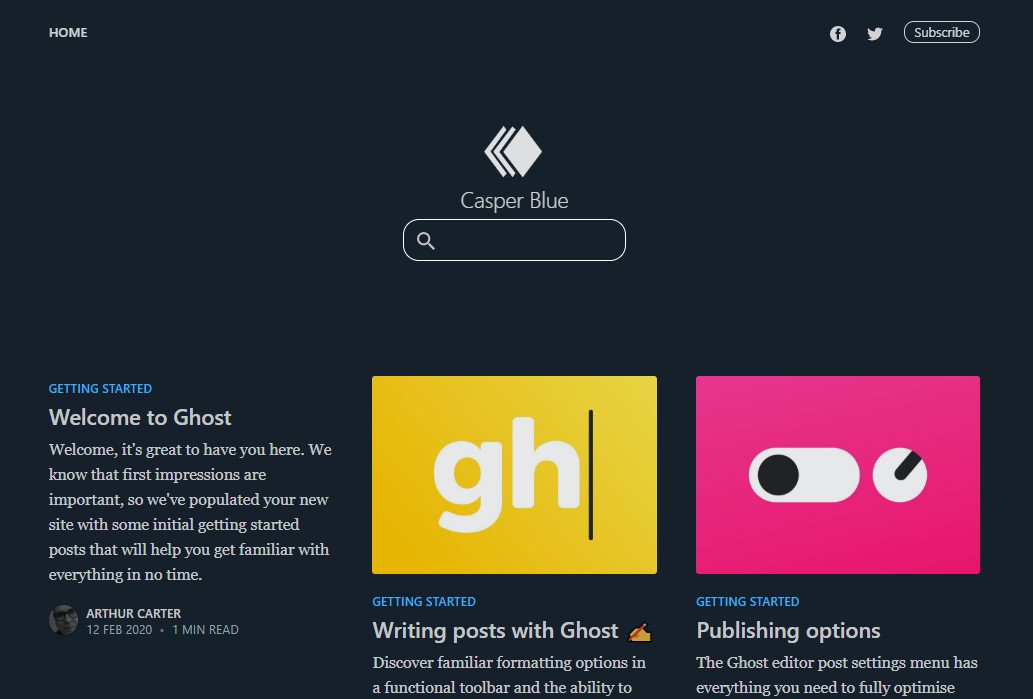 HOME
Subscribe
Casper Blue
GETTING STARTED
Welcome to Ghost
Welcome, it's great to have you here. We
know that first impressions are
important, so we've populated your new
site with some initial getting started
posts that will help you get familiar with
everything in no time.
ARTHUR CARTER
12 FEB 2020 • 1 MIN READ
gh
GETTING STARTED
Writing posts with Ghost ✍️
Discover familiar formatting options in
a functional toolbar and the ability to
GETTING STARTED
Publishing options
The Ghost editor post settings menu has
everything you need to fully optimise